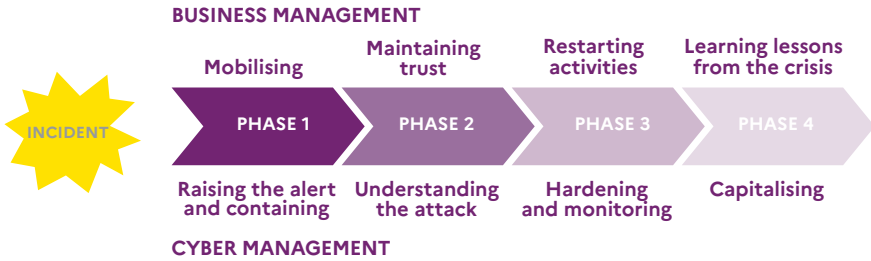 BUSINESS MANAGEMENT
Mobilising
Maintaining
trust
Restarting
activities
Learning lessons
from the crisis
INCIDENT
PHASE 1
PHASE 2
PHASE 3
PHASE 4
Raising the alert
and containing
Understanding
the attack
Hardening
and monitoring
Capitalising
CYBER MANAGEMENT